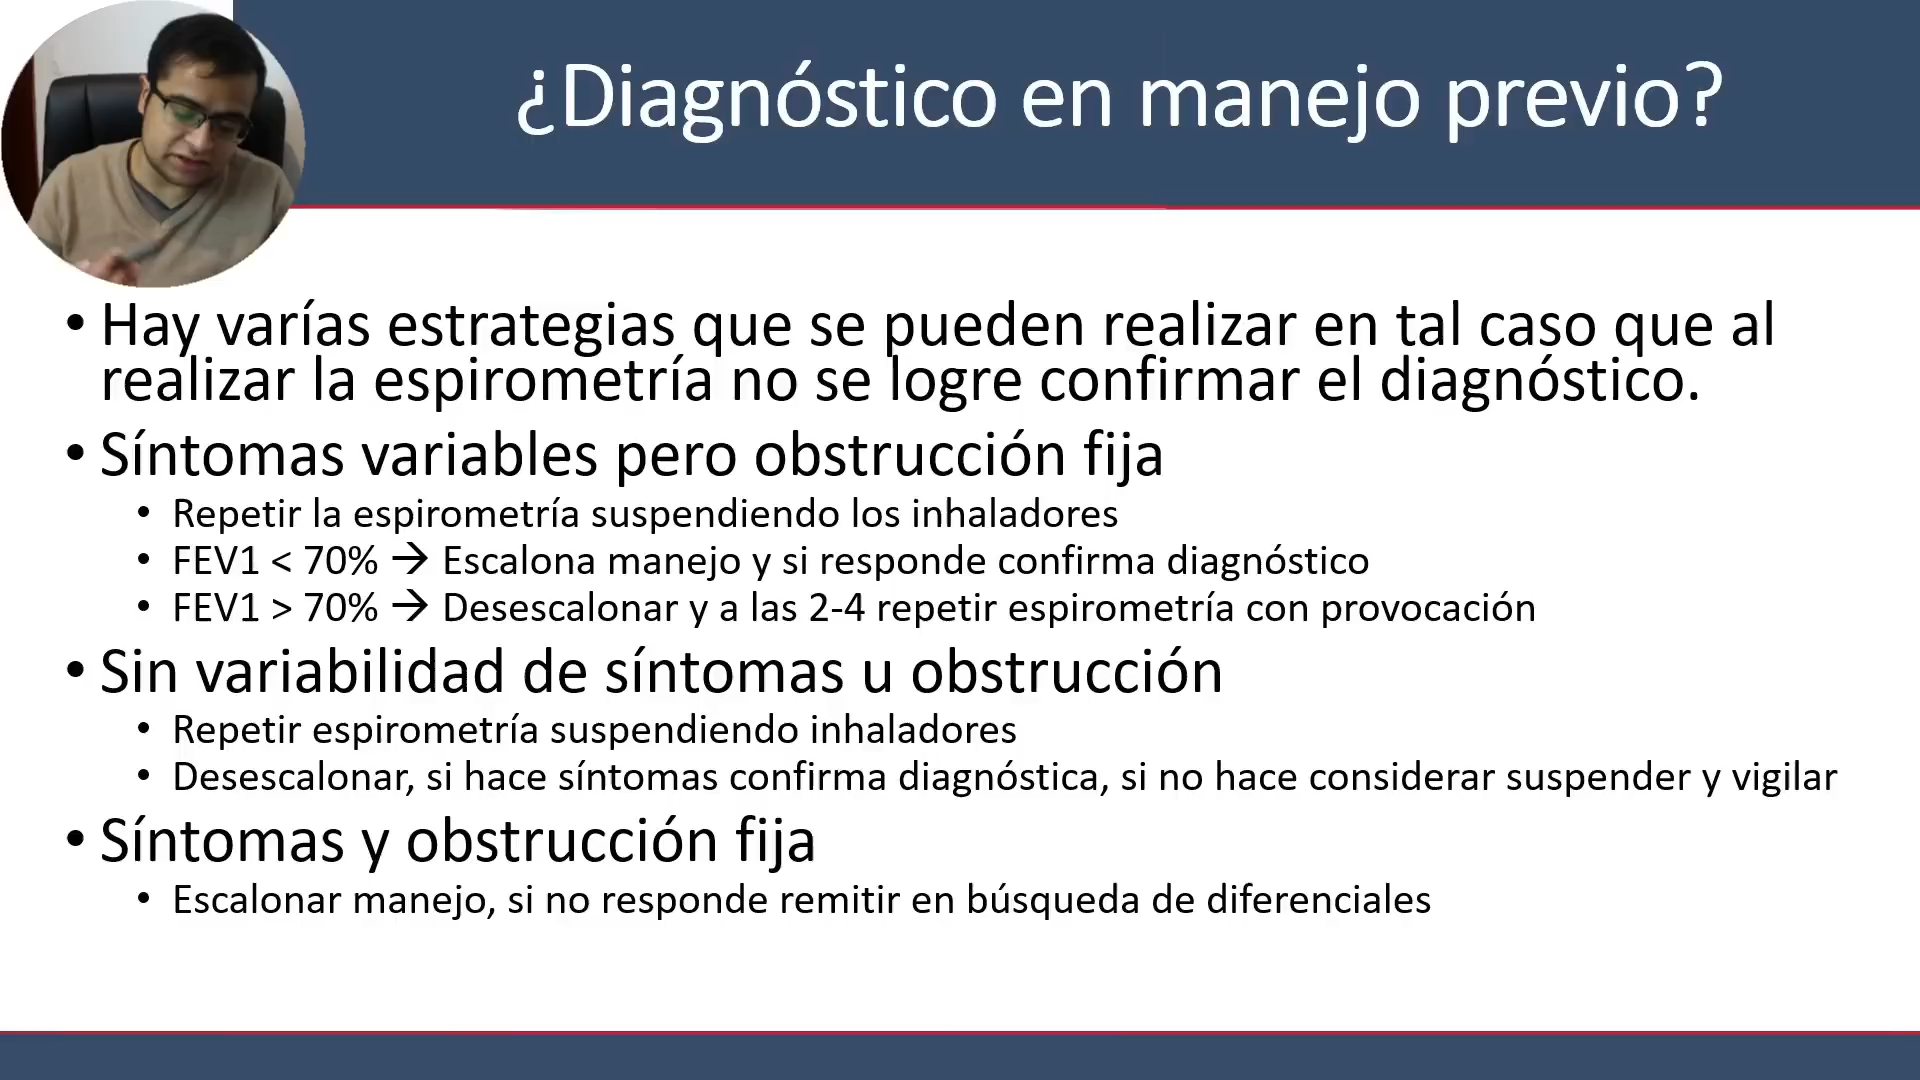 ¿Diagnóstico en manejo previo?
• Hay varías estrategias que se pueden realizar en tal caso que al
realizar la espirometría no se logre confirmar el diagnóstico.
• Síntomas variables pero obstrucción fija
• Repetir la espirometría suspendiendo los inhaladores
• FEV1 < 70% → Escalona manejo y si responde confirma diagnóstico
• FEV1 > 70% → Desescalonar y a las 2-4 repetir espirometría con provocación
• Sin variabilidad de síntomas u obstrucción
• Repetir espirometría suspendiendo inhaladores
• Desescalonar, si hace síntomas confirma diagnóstica, si no hace considerar suspender y vigilar
• Síntomas y obstrucción fija
• Escalonar manejo, si no responde remitir en búsqueda de diferenciales